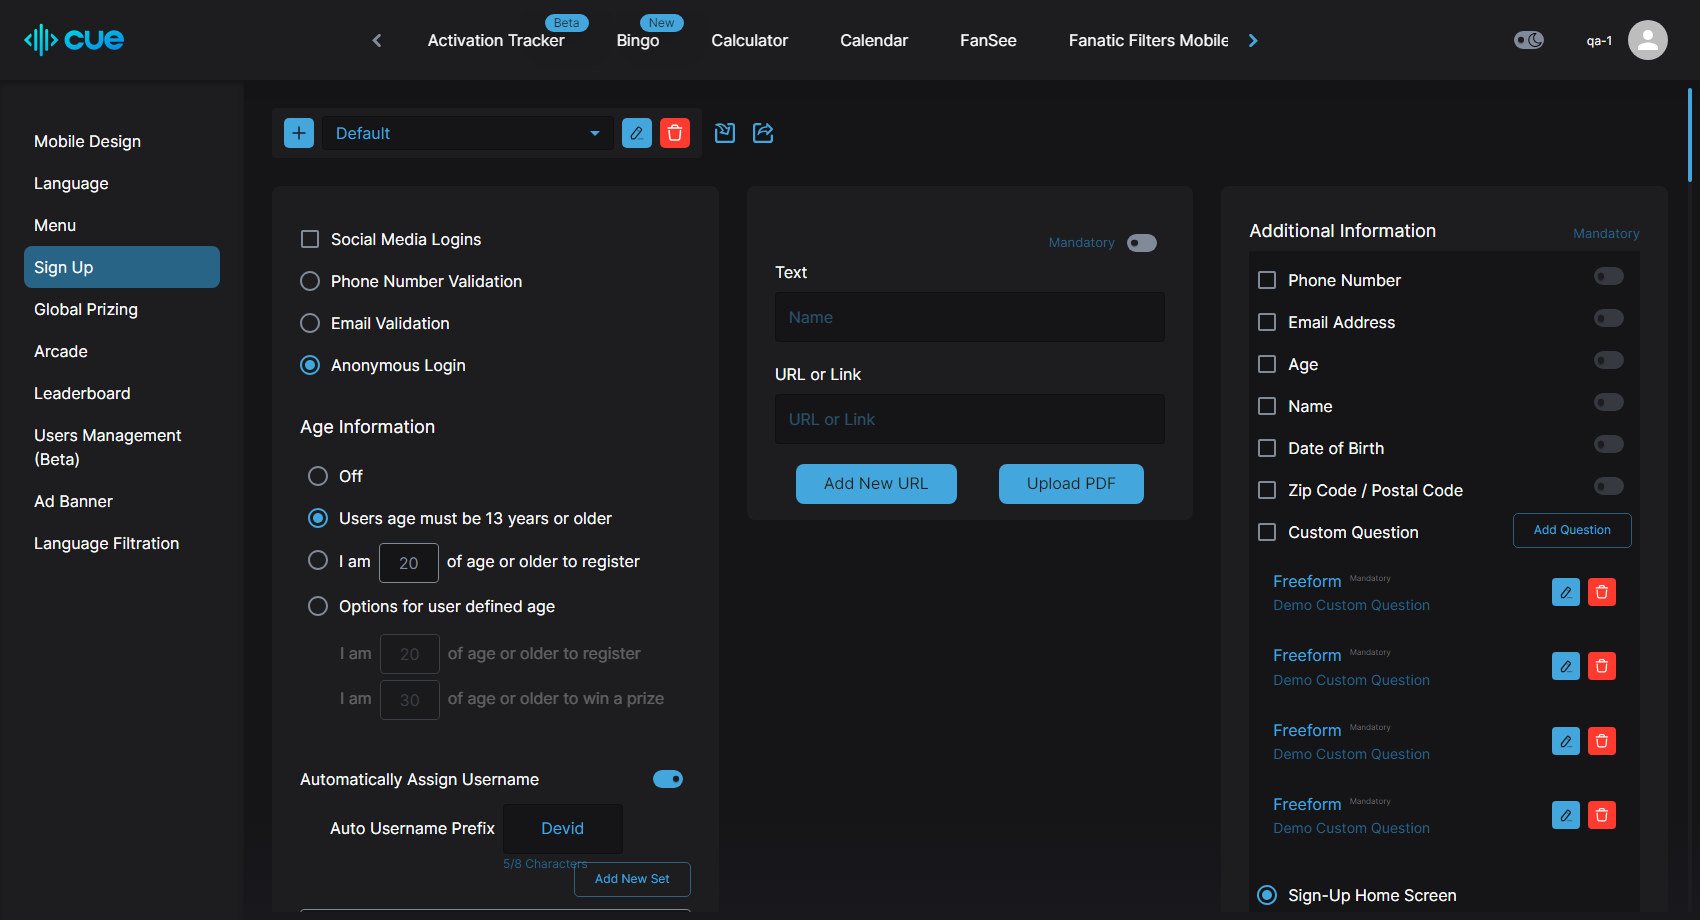 cue
Activation Tracker
Beta
Bingo
New
Calculator
Calendar
FanSee
Fanatic Filters Mobile
qa-1
Mobile Design
Language
Menu
Sign Up
Global Prizing
Arcade
Leaderboard
Users Management
(Beta)
Ad Banner
Language Filtration
Default
Social Media Logins
Phone Number Validation
Email Validation
Anonymous Login
Age Information
Off
Users age must be 13 years or older
I am 20 of age or older to register
Options for user defined age
I am 20 of age or older to register
I am 30 of age or older to win a prize
Automatically Assign Username
Auto Username Prefix Devid
5/8 Characters
Add New Set
Mandatory
Text
Name
URL or Link
URL or Link
Add New URL
Upload PDF
Additional Information Mandatory
Phone Number
Email Address
Age
Name
Date of Birth
Zip Code / Postal Code
Custom Question Add Question
Freeform Mandatory
Demo Custom Question
Freeform Mandatory
Demo Custom Question
Freeform Mandatory
Demo Custom Question
Freeform Mandatory
Demo Custom Question
Sign-Up Home Screen